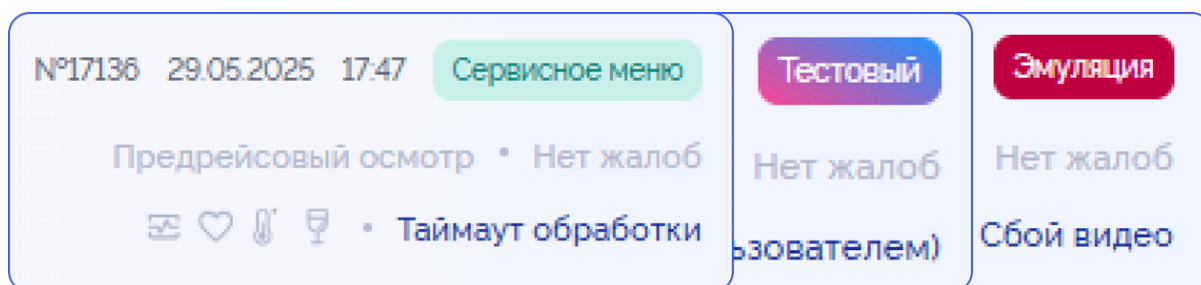 №17136 29.05.2025 17:47 Сервисное меню
Предрейсовый осмотр • Нет жалоб
• Таймаут обработки
Тестовый
Нет жалоб
ьзователем)
Эмуляция
Нет жалоб
Сбой видео